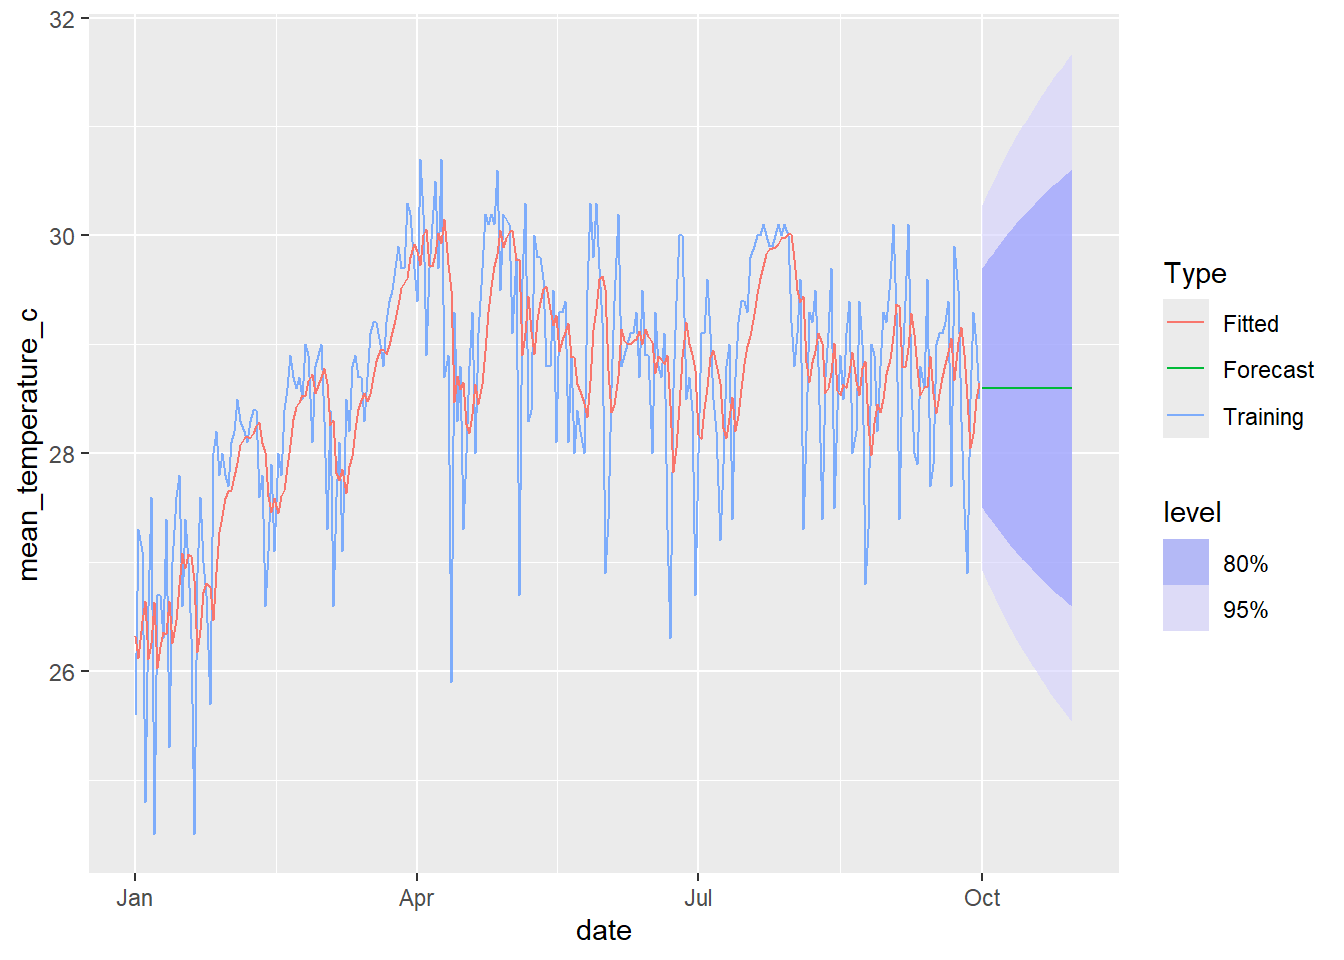 32
30
28
26
mean_temperature_c
Jan
Apr
Jul
Oct
date
Type
Fitted
Forecast
Training
level
80%
95%